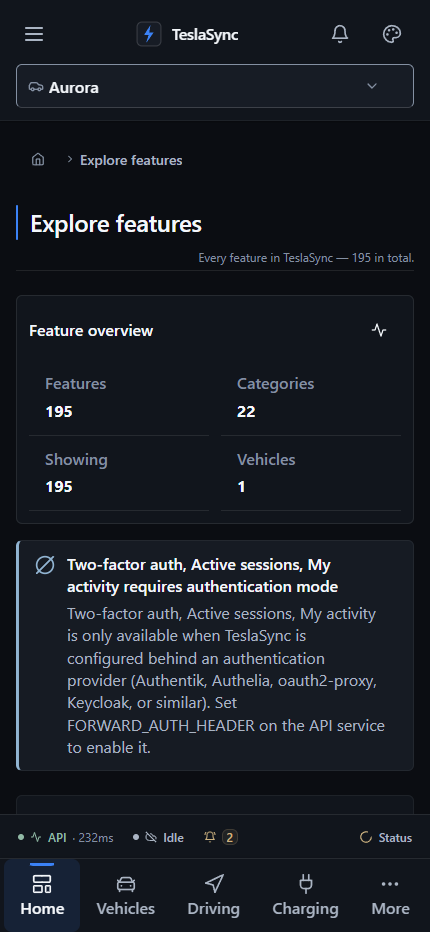 TeslaSync
Aurora
Explore features
Explore features
Every feature in TeslaSync — 195 in total.
Feature overview
Features
Categories
195
22
Showing
Vehicles
195
1
Two-factor auth, Active sessions, My
activity requires authentication mode
Two-factor auth, Active sessions, My activity
is only available when TeslaSync is
configured behind an authentication
provider (Authentik, Authelia, oauth2-proxy,
Keycloak, or similar). Set
FORWARD_AUTH_HEADER on the API service
to enable it.
API · 232ms Idle 2 Status
Home Vehicles Driving Charging More